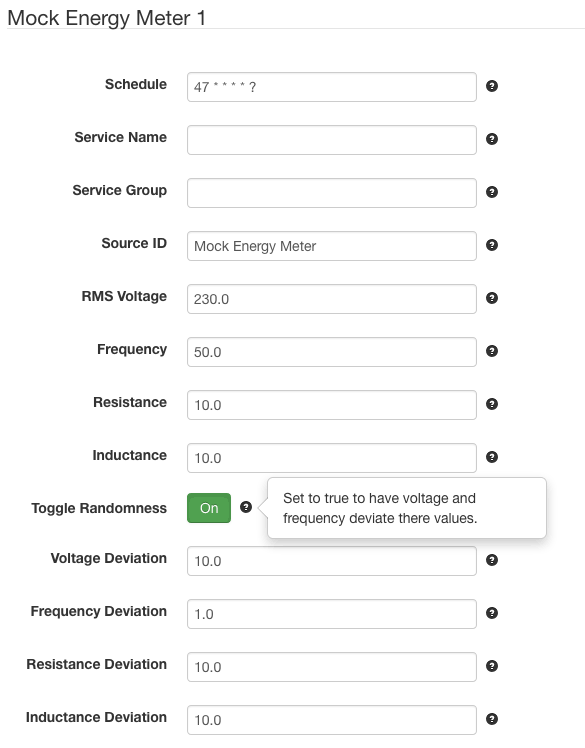 Mock Energy Meter 1
Schedule 47 * * * * ? ?
Service Name ?
Service Group ?
Source ID Mock Energy Meter ?
RMS Voltage 230.0 ?
Frequency 50.0 ?
Resistance 10.0 ?
Inductance 10.0 ?
Toggle Randomness On ? Set to true to have voltage and
frequency deviate there values.
Voltage Deviation 10.0 ?
Frequency Deviation 1.0 ?
Resistance Deviation 10.0 ?
Inductance Deviation 10.0 ?